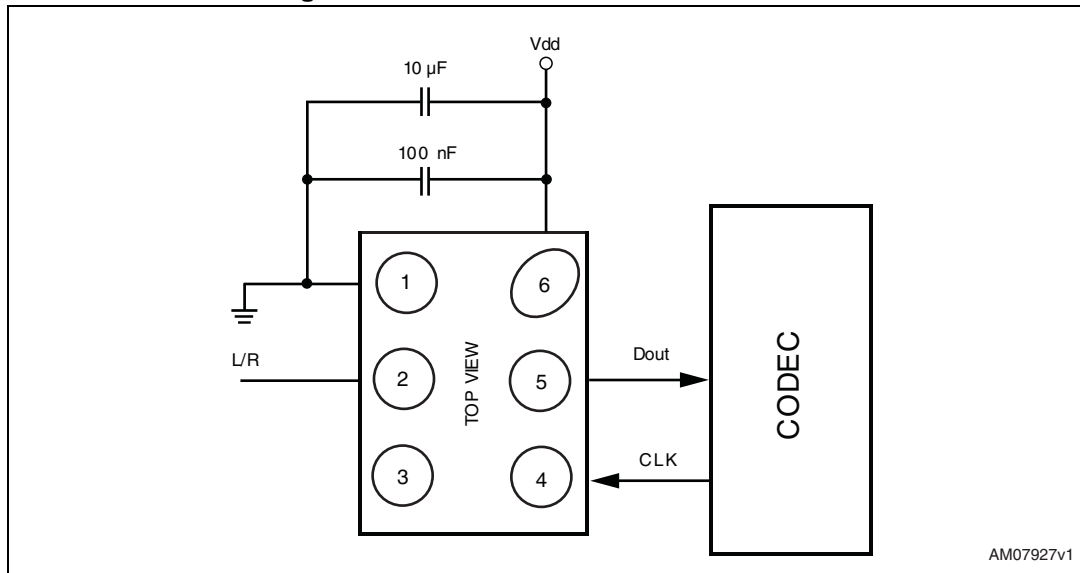 Vdd
10 µF
100 nF
1
6
L/R
2
TOP VIEW
5
Dout
CODEC
3
4
CLK
AM07927v1